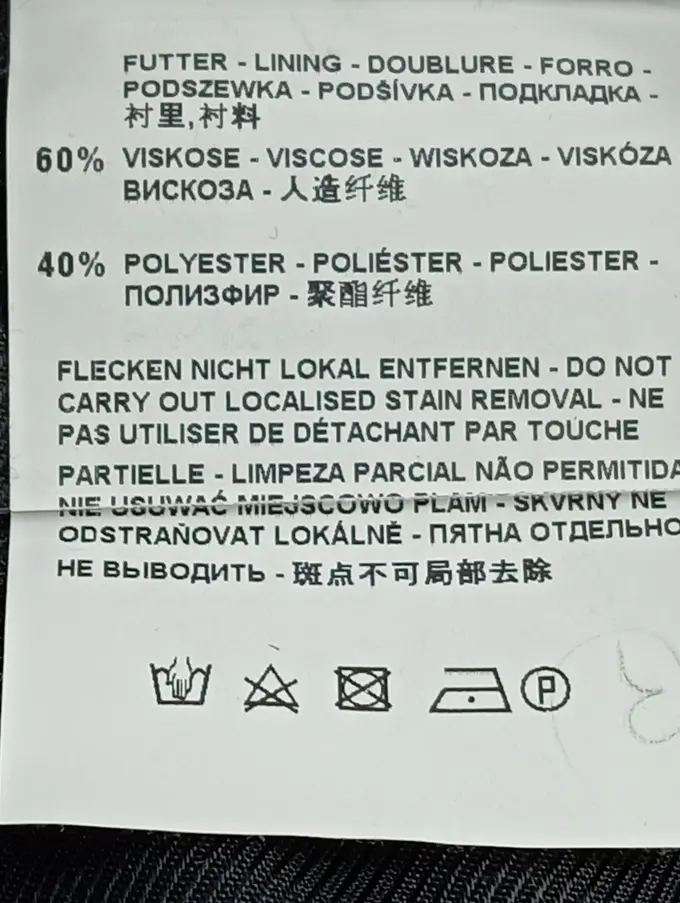 FUTTER - LINING - DOUBLURE - FORRO -
PODSZEWKA - PODŠÍVKA - ПОДКЛАДКА -
衬里,衬料
60% VISKOSE - VISCOSE - WISKOZA - VISKÓZA
ВИСКОЗА - 人造纤维
40% POLYESTER - POLIÉSTER - POLIESTER -
ПОЛИЗФИР - 聚酯纤维
FLECKEN NICHT LOKAL ENTFERNEN - DO NOT
CARRY OUT LOCALISED STAIN REMOVAL - NE
PAS UTILISER DE DÉTACHANT PAR TOUCHE
PARTIELLE - LIMPEZA PARCIAL NÃO PERMITIDA
NIE USUWAĆ MIEJSCOWO PLAM - SKVRNY NE
ODSTRAŇOVAT LOKÁLNĚ - ПЯТНА ОТДЕЛЬНО
НЕ ВЫВОДИТЬ - 斑点不可局部去除
P